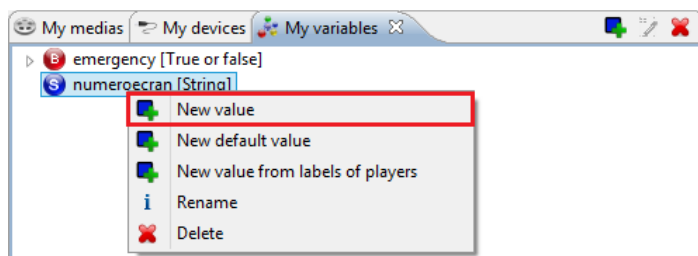 My medias My devices My variables
B emergency [True or false]
S numeroecran [String]
New value
New default value
New value from labels of players
i Rename
Delete